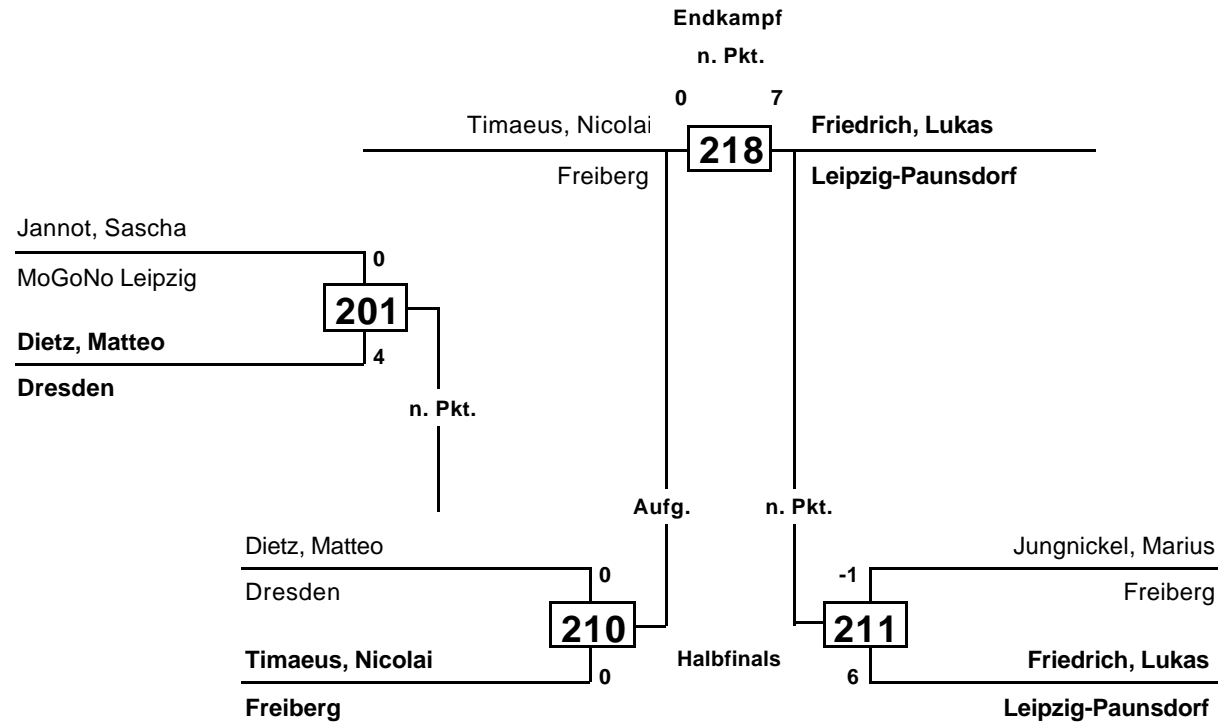 Endkampf
n. Pkt.
0 7
Timaeus, Nicolai 218 Friedrich, Lukas
Freiberg Leipzig-Paunsdorf
Jannot, Sascha
0
MoGoNo Leipzig
201
Dietz, Matteo
4
Dresden
n. Pkt.
Aufg. n. Pkt.
Dietz, Matteo Jungnickel, Marius
0 -1
Dresden Freiberg
210 211
Timaeus, Nicolai Halbfinals Friedrich, Lukas
0 6
Freiberg Leipzig-Paunsdorf